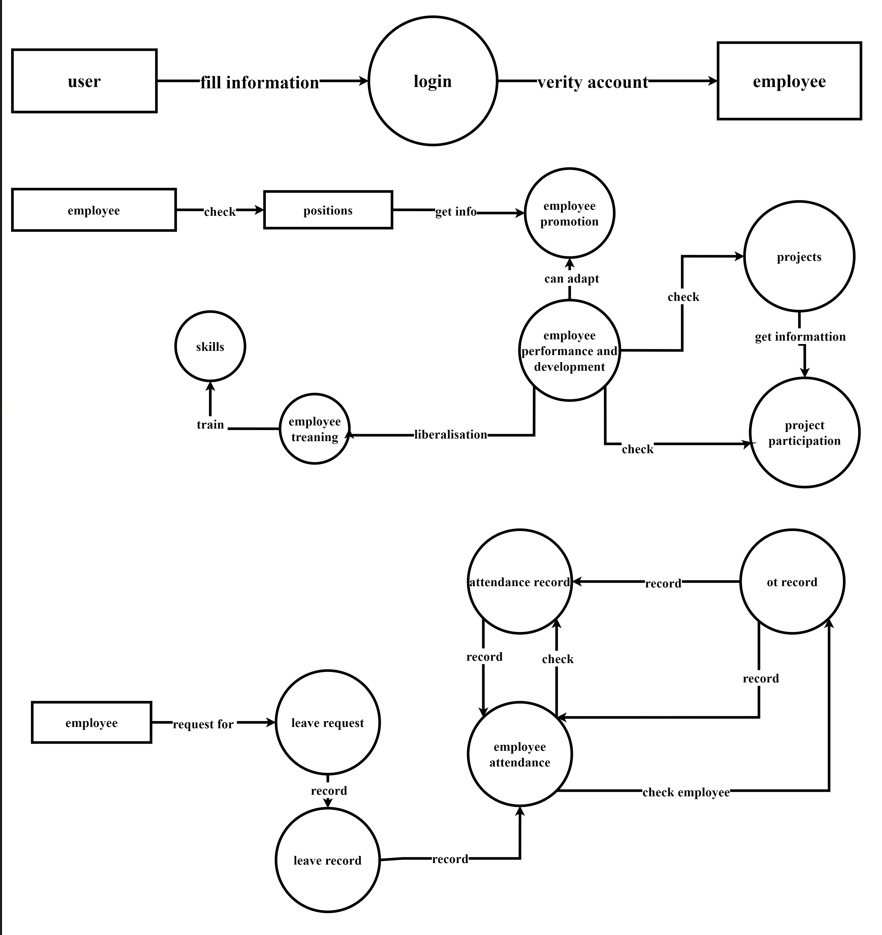 user
fill information
login
verity account
employee
employee
check
positions
get info
employee
promotion
can adapt
check
projects
get informattion
skills
employee
performance and
development
train
employee
treaning
liberalisation
check
project
participation
attendance record
record
ot record
record
check
record
employee
request for
leave request
employee
attendance
record
check employee
leave record
record